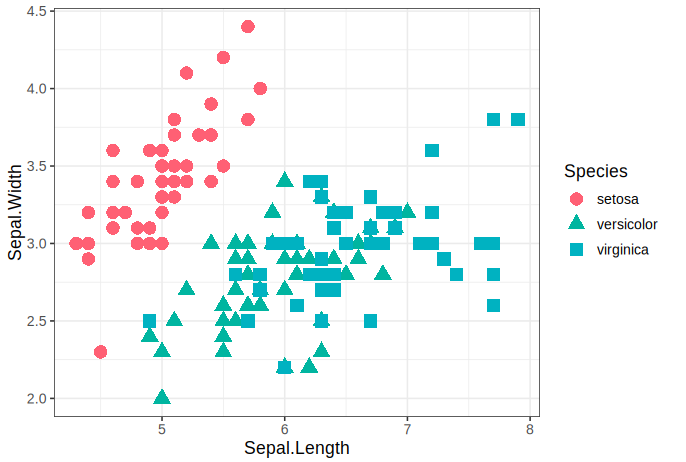 4.5
4.0
3.5
3.0
2.5
2.0
Sepal.Width
5 6 7 8
Sepal.Length
Species
setosa
versicolor
virginica